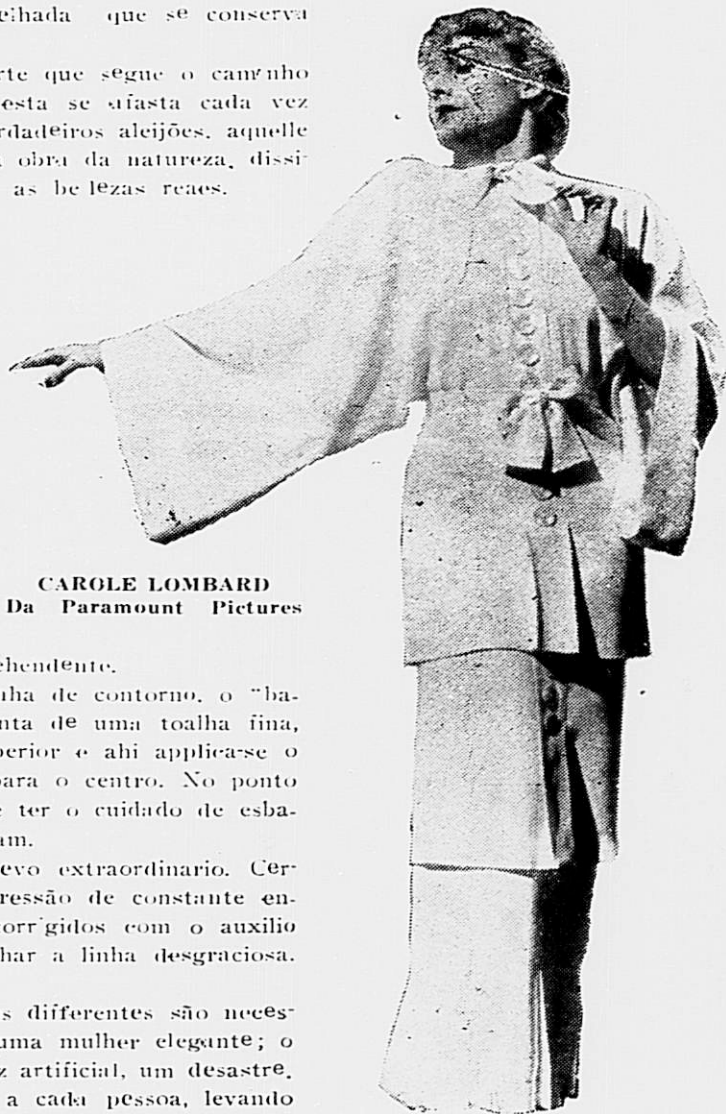 elhada que se conserva
rte que segue o caminho
esta se afasta cada vez
rdadeiros aleijões, aquelle
obra da natureza, dissi-
as bellezas reaes.
CAROLE LOMBARD
Da Paramount Pictures
ehendente.
nha de contorno, o "ba-
nta de uma toalha fina,
perior e ahi applica-se o
para o centro. No ponto
e ter o cuidado de esba-
am.
evo extraordinario. Cer-
ressão de constante en-
corrigidos com o auxilio
har a linha desgraciosa.
s differentes são neces-
uma mulher elegante; o
z artificial, um desastre.
a cada pessoa, levando